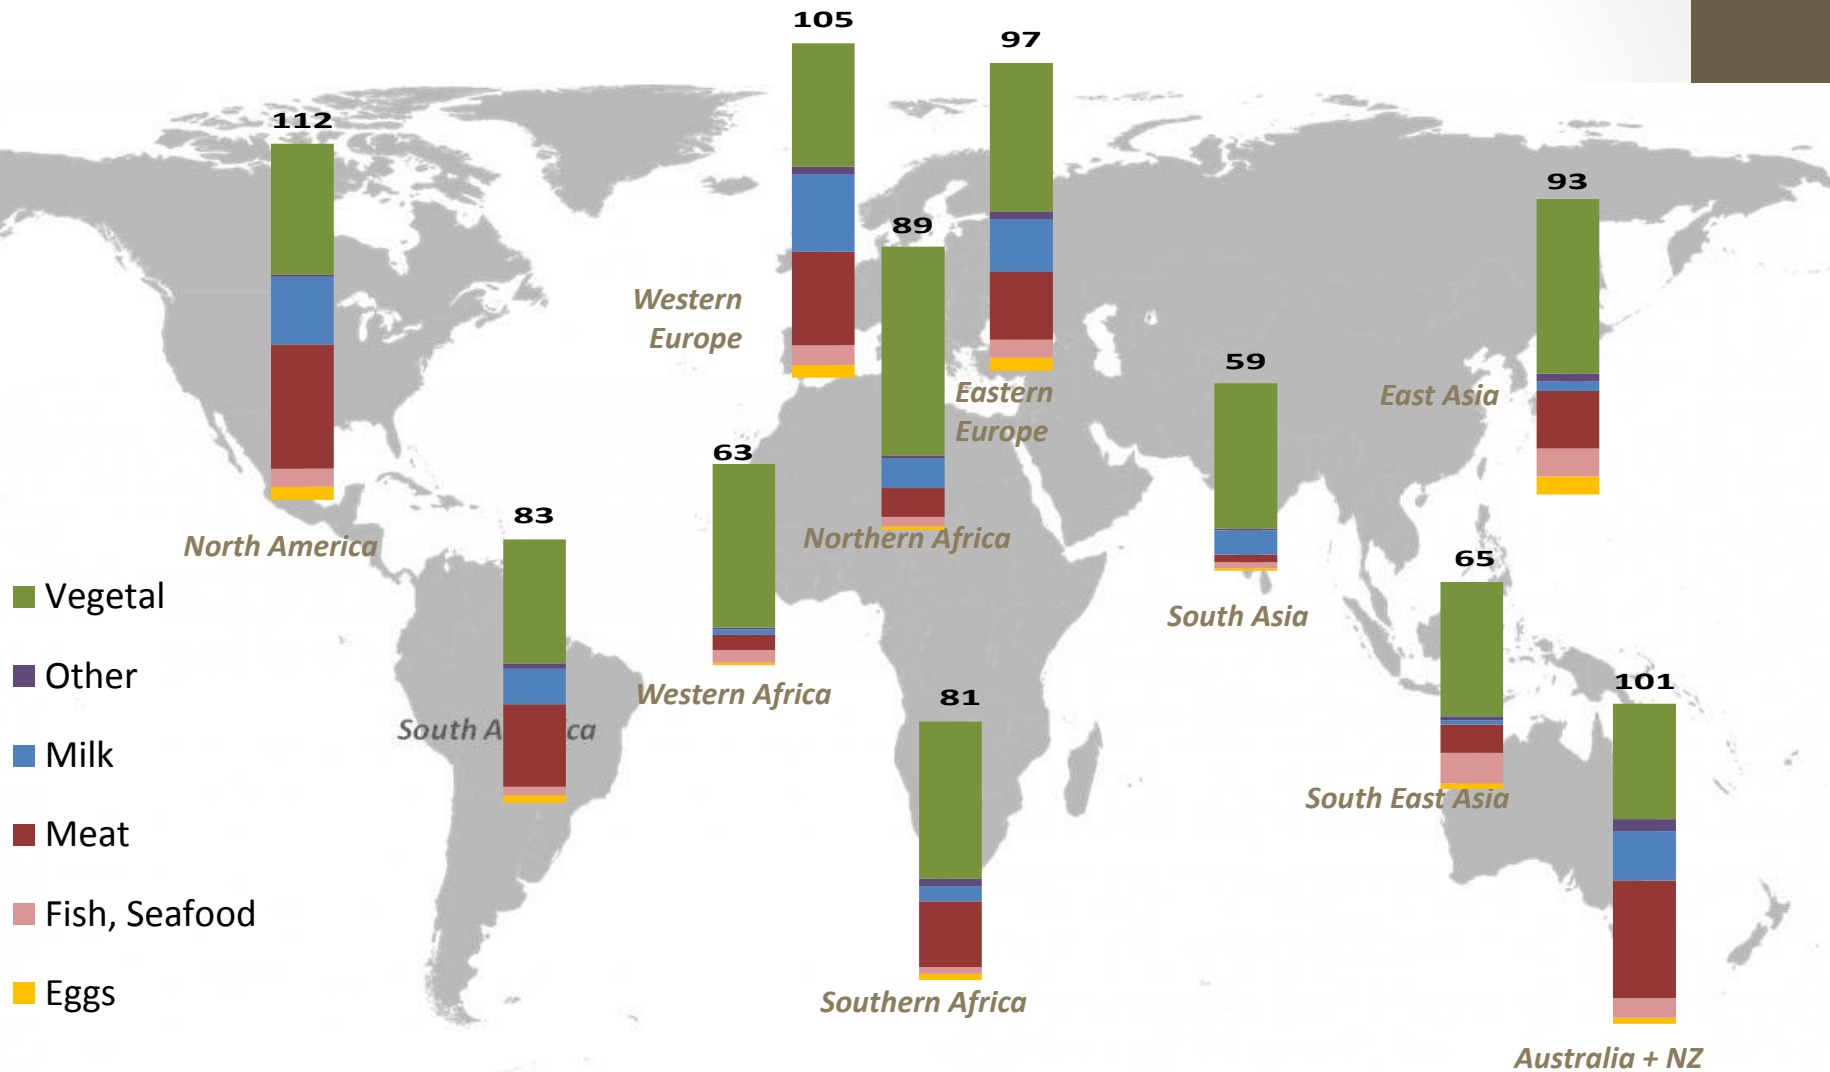 105
97
112
93
89
Western
Europe
59
Eastern
Europe
East Asia
63
83
North America
Northern Africa
65
Vegetal
South Asia
Other
Western Africa
101
81
South A ca
Milk
South East Asia
Meat
Fish, Seafood
Eggs
Southern Africa
Australia + NZ